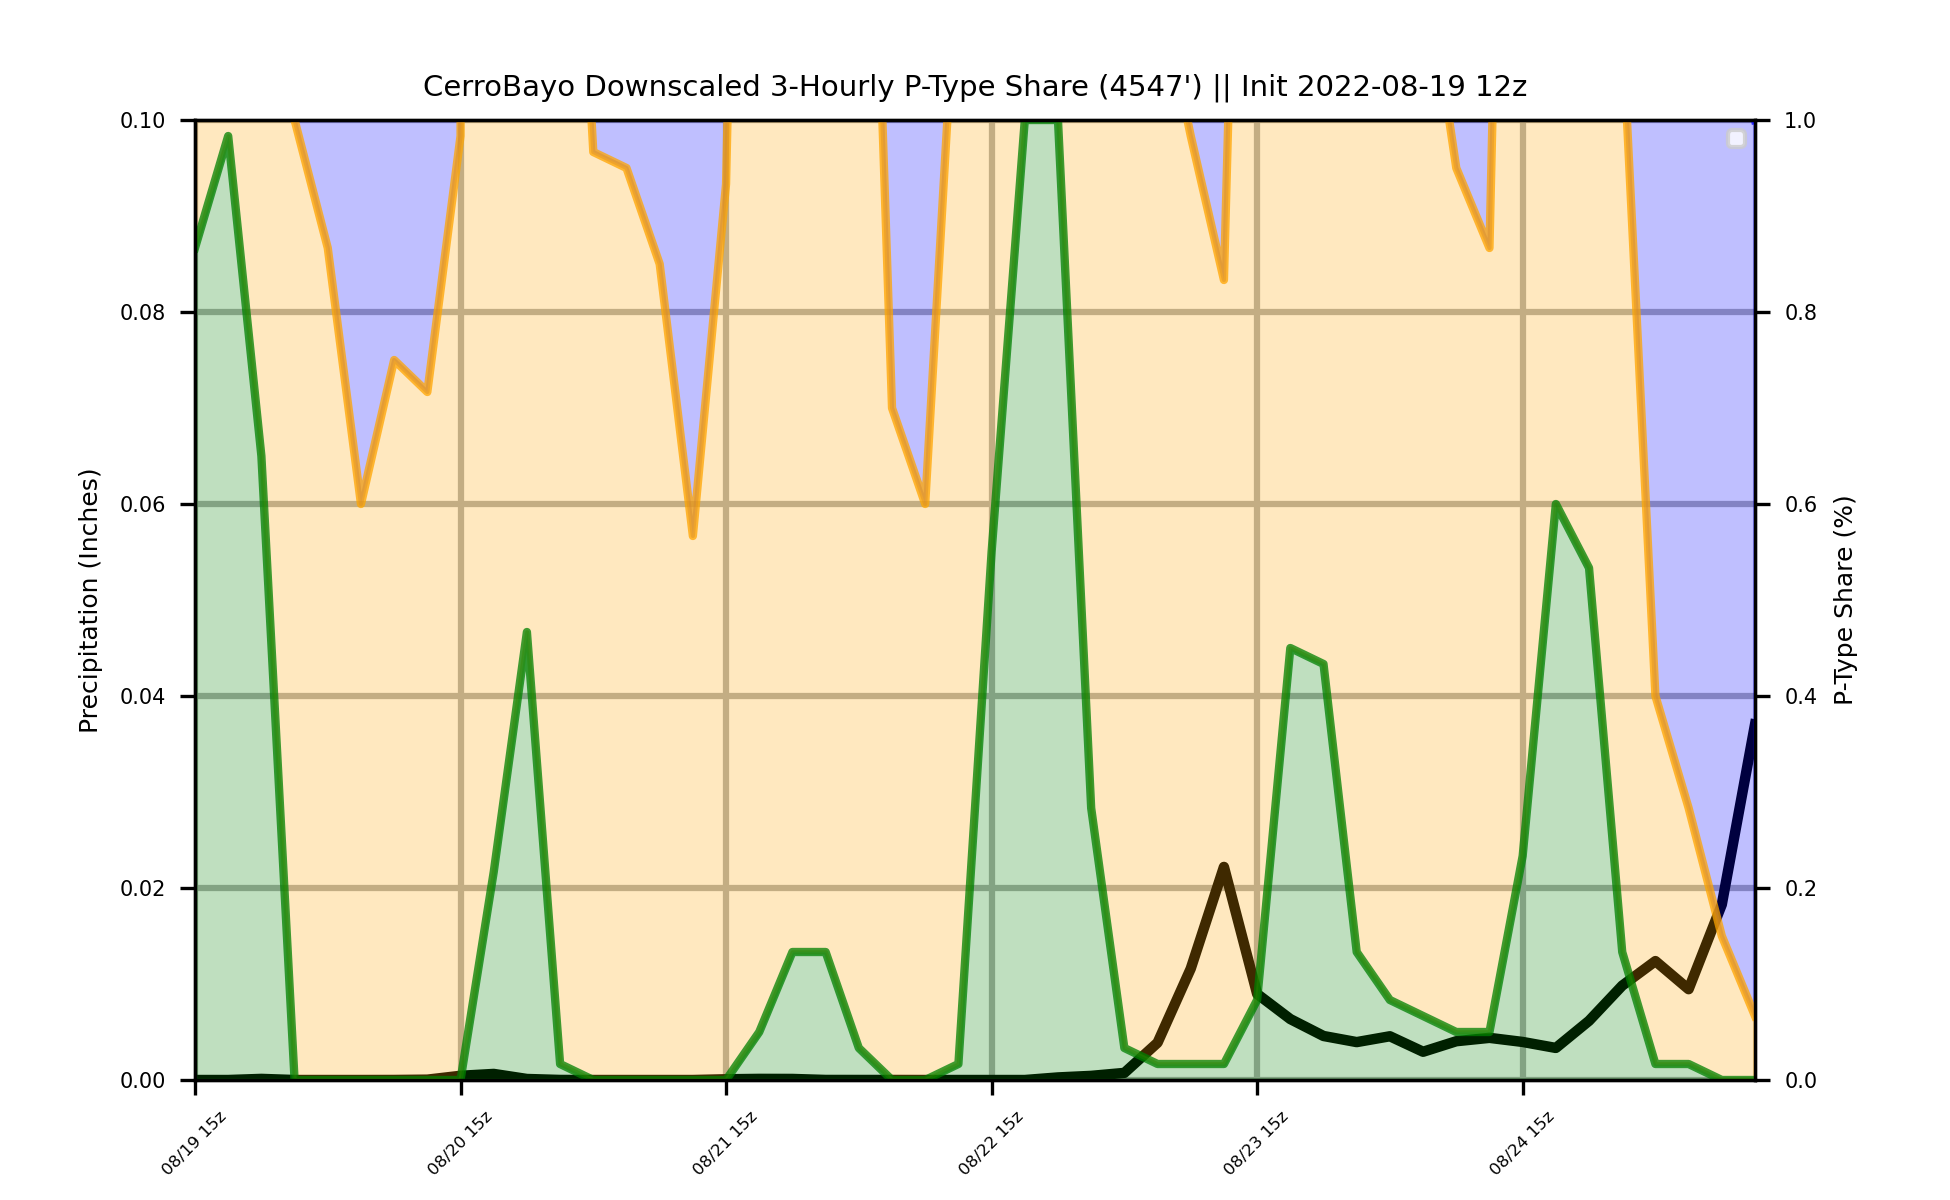 CerroBayo Downscaled 3-Hourly P-Type Share (4547') || Init 2022-08-19 12z
0.10
0.08
0.06
0.04
0.02
0.00
Precipitation (Inches)
1.0
0.8
0.6
0.4
0.2
0.0
P-Type Share (%)
08/19 15z
08/20 15z
08/21 15z
08/22 15z
08/23 15z
08/24 15z